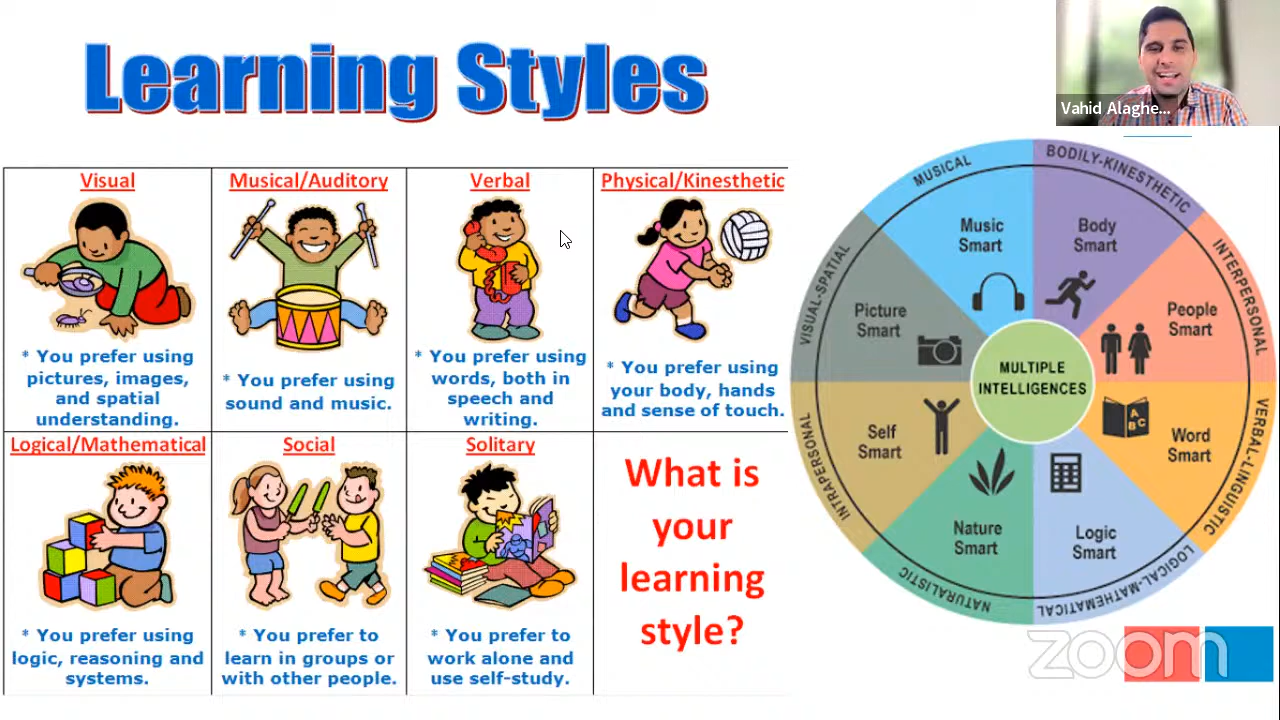 Learning Styles
Vahid Alaghe...
Visual
Musical/Auditory
Verbal
Physical/Kinesthetic
* You prefer using
pictures, images,
and spatial
understanding.
* You prefer using
sound and music.
* You prefer using
words, both in
speech and
writing.
* You prefer using
your body, hands
and sense of touch.
Logical/Mathematical
Social
Solitary
* You prefer using
logic, reasoning and
systems.
* You prefer to
learn in groups or
with other people.
* You prefer to
work alone and
use self-study.
What is
your
learning
style?
MUSICAL
BODILY-KINESTHETIC
INTERPERSONAL
VERBAL-LINGUISTIC
LOGICAL-MATHEMATICAL
NATURALISTIC
INTRAPERSONAL
VISUAL-SPATIAL
Music
Smart
Body
Smart
People
Smart
Word
Smart
A
B
C
Logic
Smart
Nature
Smart
Self
Smart
Picture
Smart
MULTIPLE
INTELLIGENCES
zoom